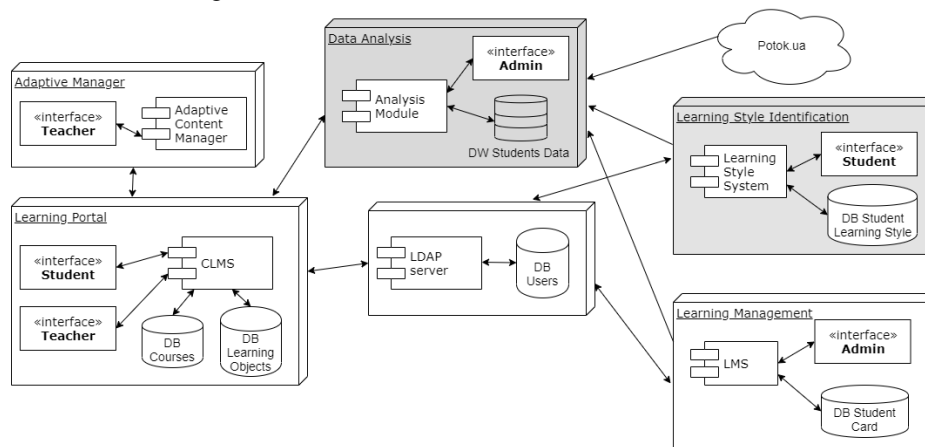 Data Analysis
«interface»
Admin
Analysis
Module
DW Students Data
Potok.ua
Adaptive Manager
«interface»
Teacher
Adaptive
Content
Manager
Learning Style Identification
Learning
Style
System
«interface»
Student
DB Student
Learning Style
Learning Portal
«interface»
Student
«interface»
Teacher
CLMS
DB
Courses
DB
Learning
Objects
LDAP
server
DB
Users
Learning Management
LMS
«interface»
Admin
DB Student
Card